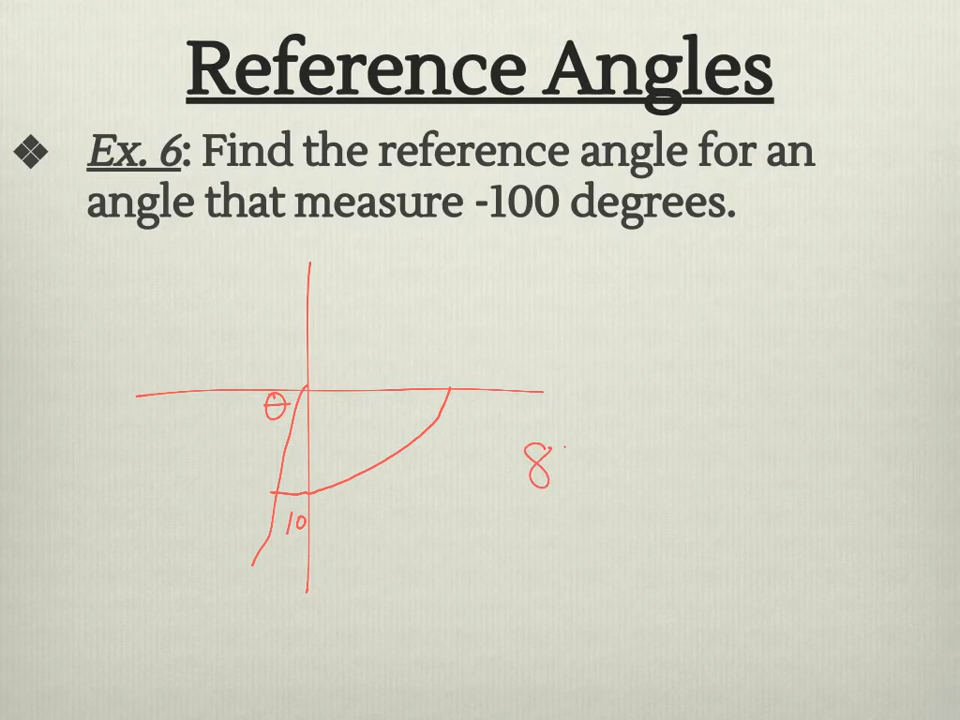 Reference Angles
Ex. 6: Find the reference angle for an
angle that measure -100 degrees.
θ
8
10